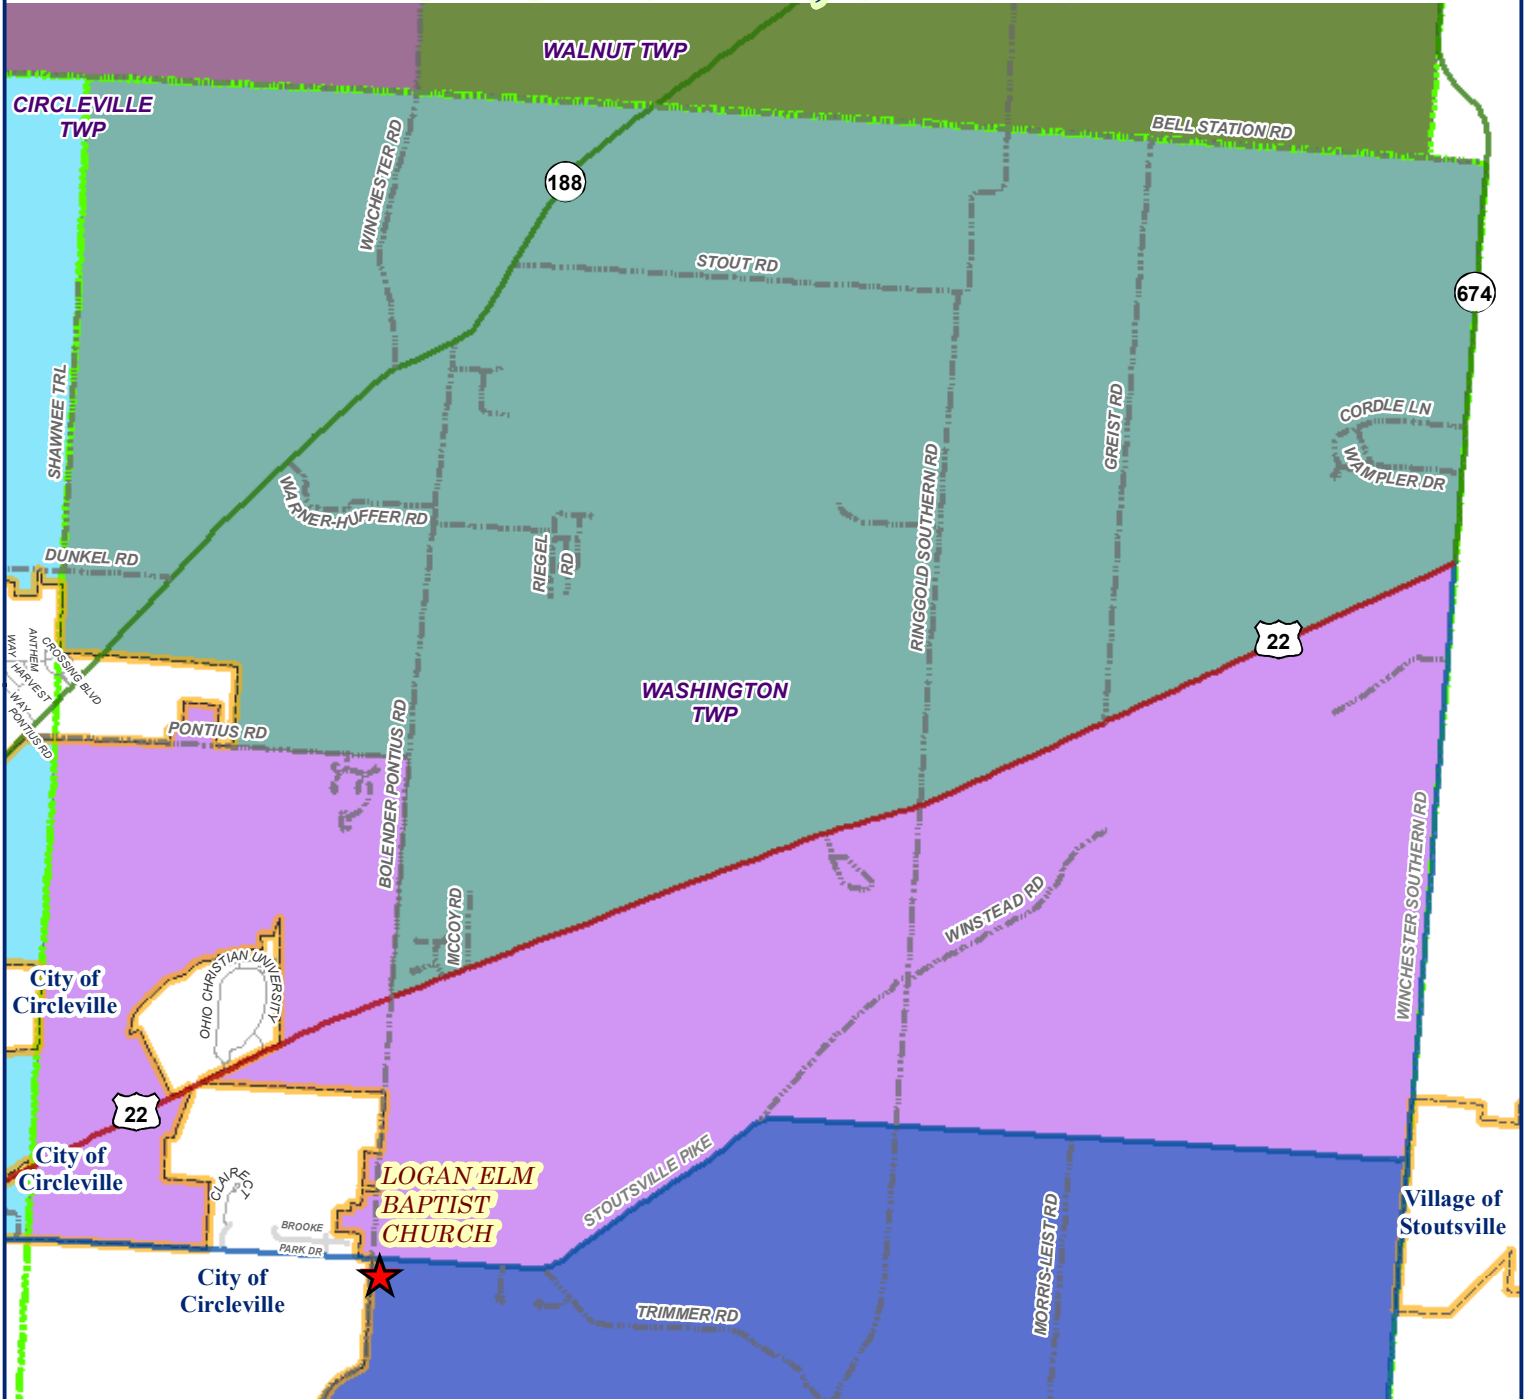 WALNUT TWP
CIRCLEVILLE
TWP
BELL STATION RD
WINCHESTER RD
188
STOUT RD
674
SHAWNEE TRL
GREIST RD
CORDLE LN
WAMPLER DR
RINGGOLD SOUTHERN RD
WARNER-HUFFER RD
RIEGEL
RD
DUNKEL RD
22
CROSSING BLVD
ANTHEM
WAY
HARVEST
WAY
PONTIUS RD
WASHINGTON
TWP
PONTIUS RD
BOLENDER PONTIUS RD
WINCHESTER SOUTHERN RD
MCCOY RD
WINSTEAD RD
OHIO CHRISTIAN UNIVERSITY
City of
Circleville
22
City of
Circleville
CLAIRE CT
LOGAN ELM
BAPTIST
CHURCH
STOUTSVILLE PIKE
MORRIS-LEIST RD
Village of
Stoutsville
BROOKE
PARK DR
City of
Circleville
TRIMMER RD